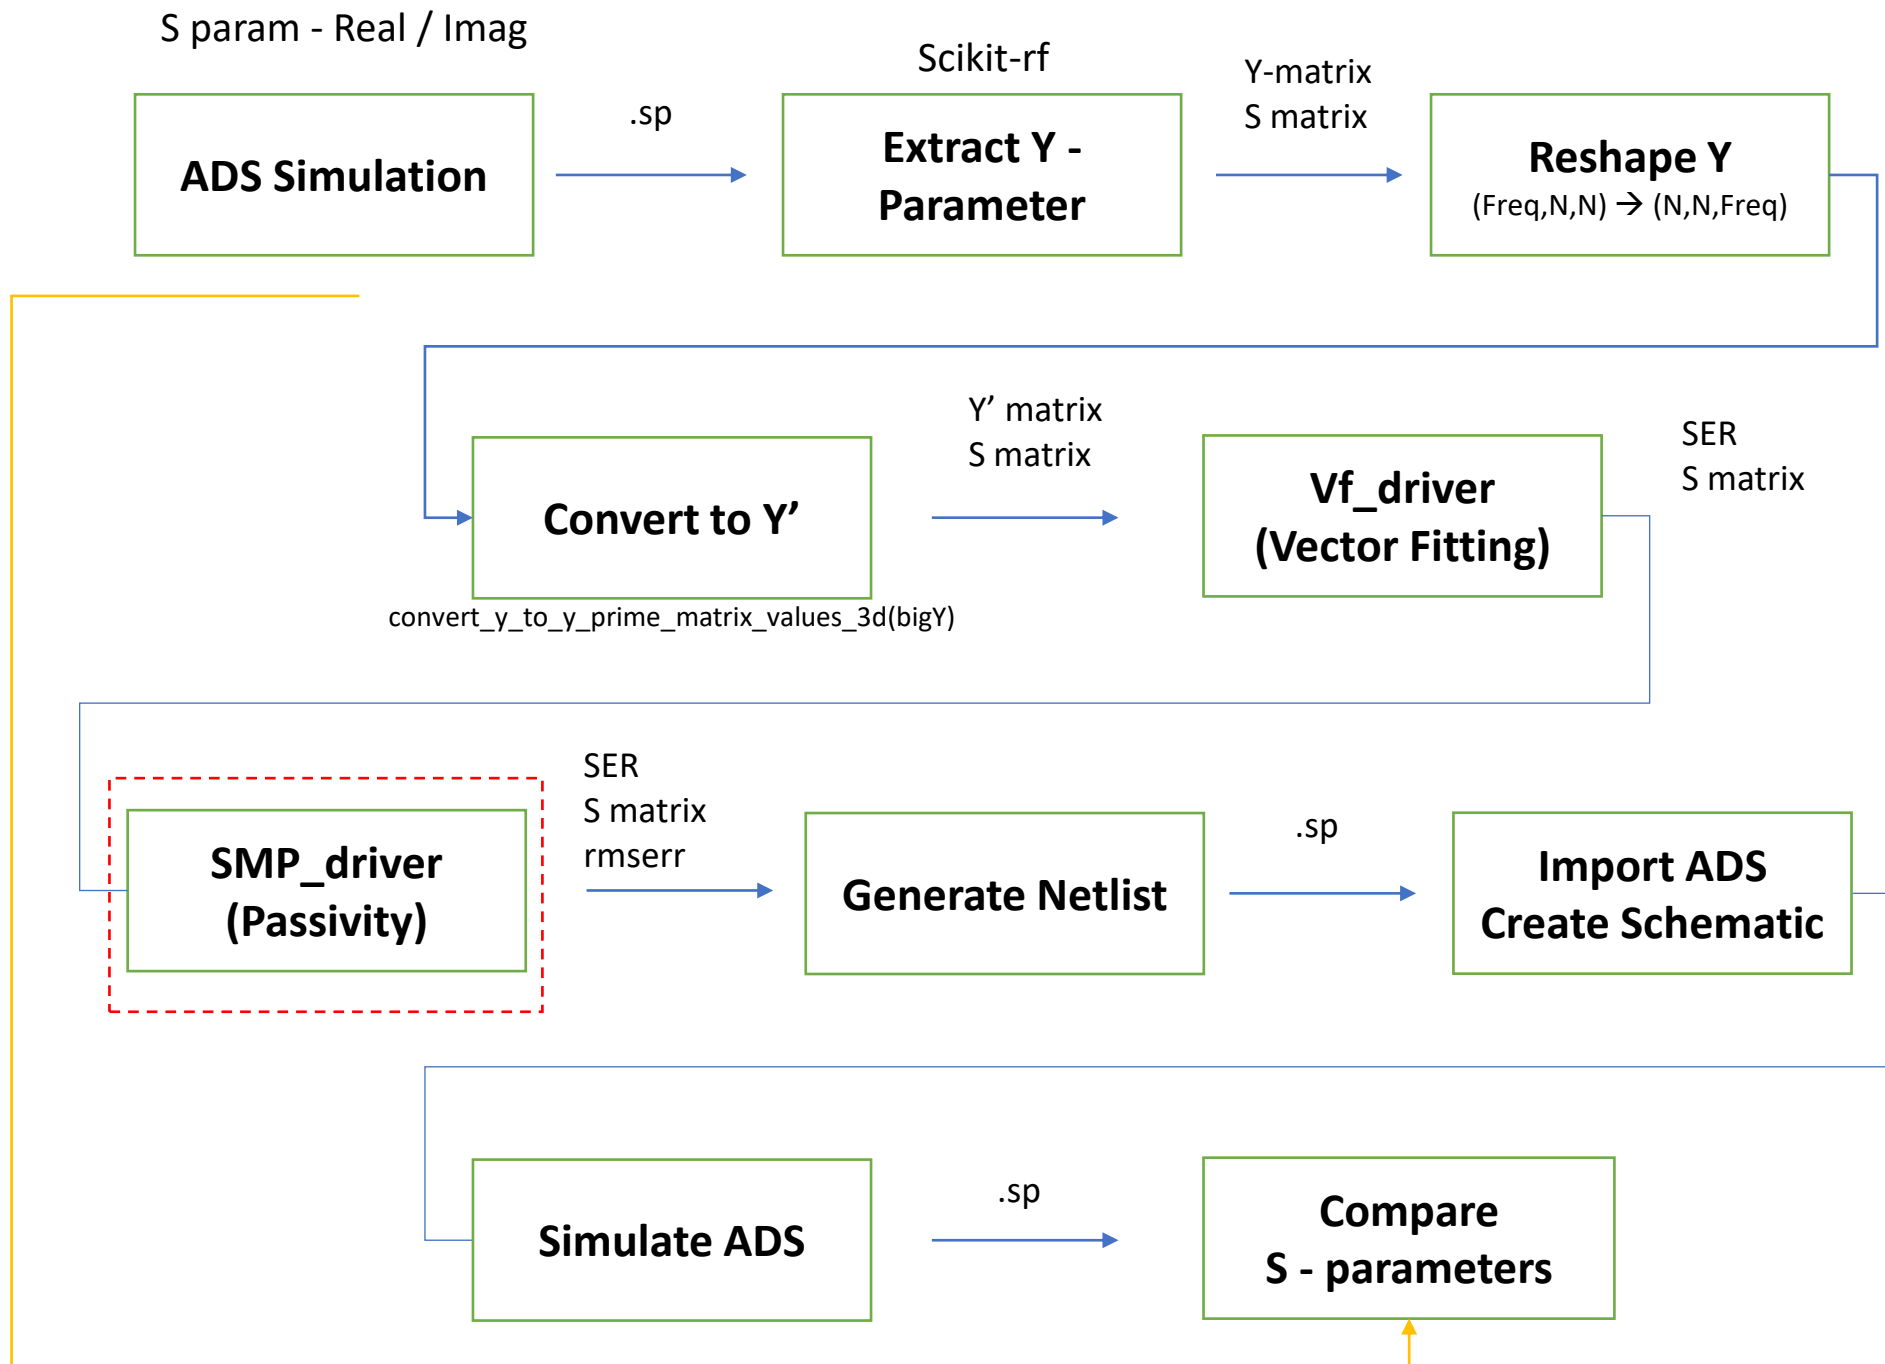 S param - Real / Imag
ADS Simulation
.sp
Scikit-rf
Extract Y -
Parameter
Y-matrix
S matrix
Reshape Y
(Freq,N,N) → (N,N,Freq)
Convert to Y’
convert_y_to_y_prime_matrix_values_3d(bigY)
Y’ matrix
S matrix
Vf_driver
(Vector Fitting)
SER
S matrix
SMP_driver
(Passivity)
SER
S matrix
rmserr
Generate Netlist
.sp
Import ADS
Create Schematic
Simulate ADS
.sp
Compare
S - parameters